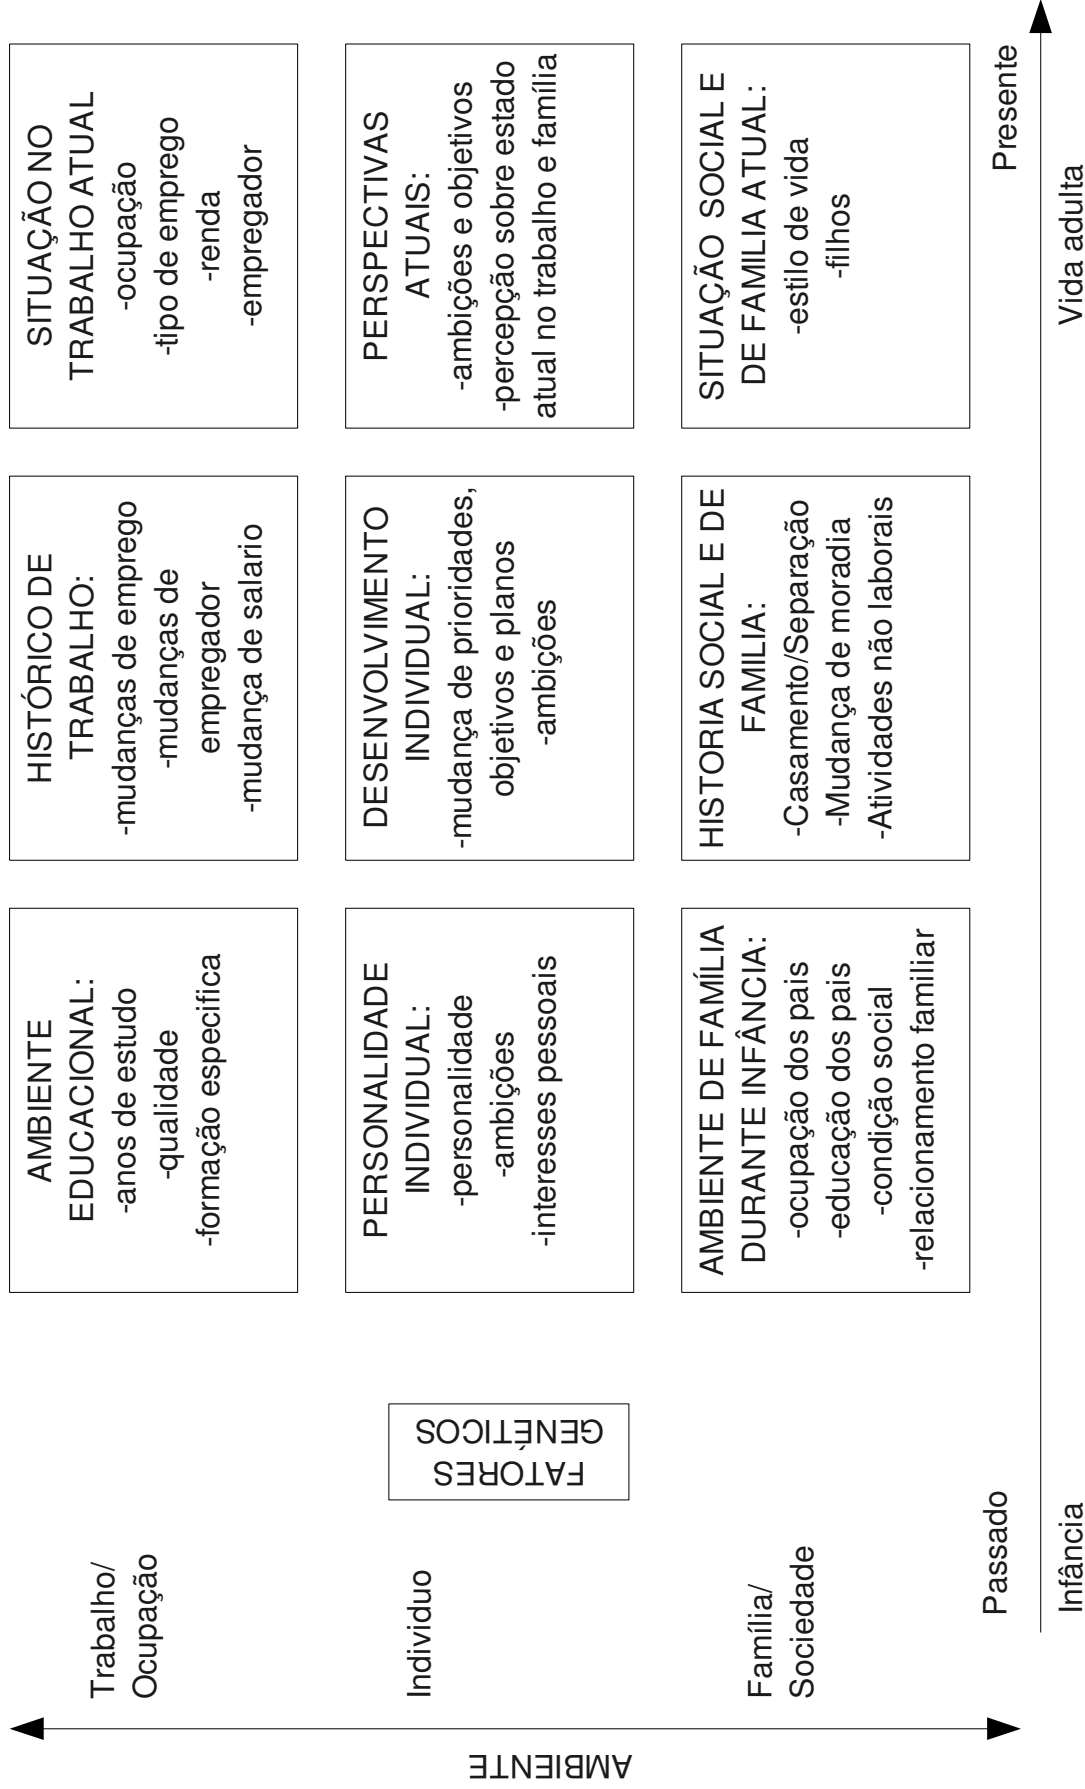 AMBIENTE
Trabalho/
Ocupação
Individuo
Família/
Sociedade
FATORES
GENÉTICOS
AMBIENTE
EDUCACIONAL:
-anos de estudo
-qualidade
-formação especifica
HISTÓRICO DE
TRABALHO:
-mudanças de emprego
-mudanças de
empregador
-mudança de salario
SITUAÇÃO NO
TRABALHO ATUAL
-ocupação
-tipo de emprego
-renda
-empregador
PERSONALIDADE
INDIVIDUAL:
-personalidade
-ambições
-interesses pessoais
DESENVOLVIMENTO
INDIVIDUAL:
-mudança de prioridades,
objetivos e planos
-ambições
PERSPECTIVAS
ATUAIS:
-ambições e objetivos
-percepção sobre estado
atual no trabalho e família
AMBIENTE DE FAMÍLIA
DURANTE INFÂNCIA:
-ocupação dos pais
-educação dos pais
-condição social
-relacionamento familiar
HISTORIA SOCIAL E DE
FAMILIA:
-Casamento/Separação
-Mudança de moradia
-Atividades não laborais
SITUAÇÃO SOCIAL E
DE FAMILIA ATUAL:
-estilo de vida
-filhos
Passado
Presente
Infância
Vida adulta